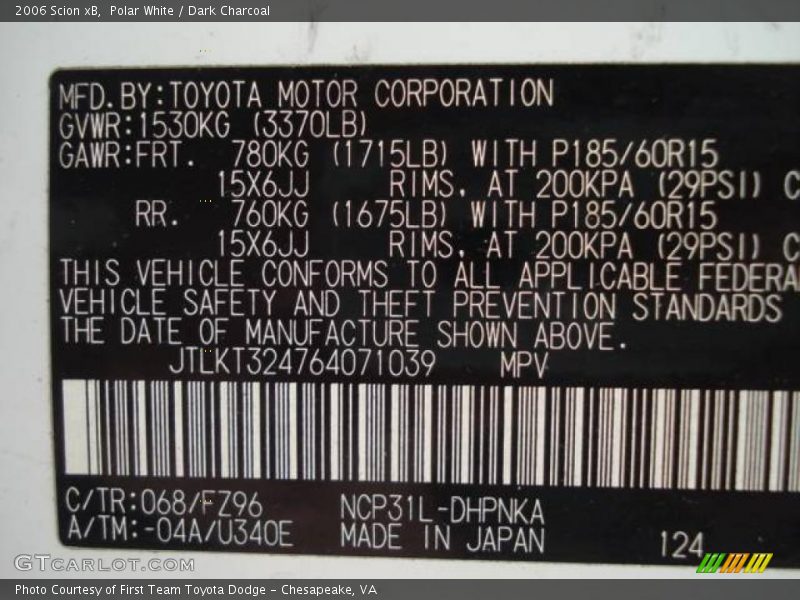 2006 Scion xB, Polar White / Dark Charcoal
MFD.BY:TOYOTA MOTOR CORPORATION
GVWR:1530KG (3370LB)
GAWR:FRT. 780KG (1715LB) WITH P185/60R15
15X6JJ RIMS, AT 200KPA (29PSI) C
RR. 760KG (1675LB) WITH P185/60R15
15X6JJ RIMS, AT 200KPA (29PSI) C
THIS VEHICLE CONFORMS TO ALL APPLICABLE FEDERA
VEHICLE SAFETY AND THEFT PREVENTION STANDARDS
THE DATE OF MANUFACTURE SHOWN ABOVE.
JTLKT324764071039 MPV
C/TR:068/FZ96 NCP31L-DHPNKA
A/TM:-04A/U340E MADE IN JAPAN 124
GTcarlot.com
Photo Courtesy of First Team Toyota Dodge - Chesapeake, VA